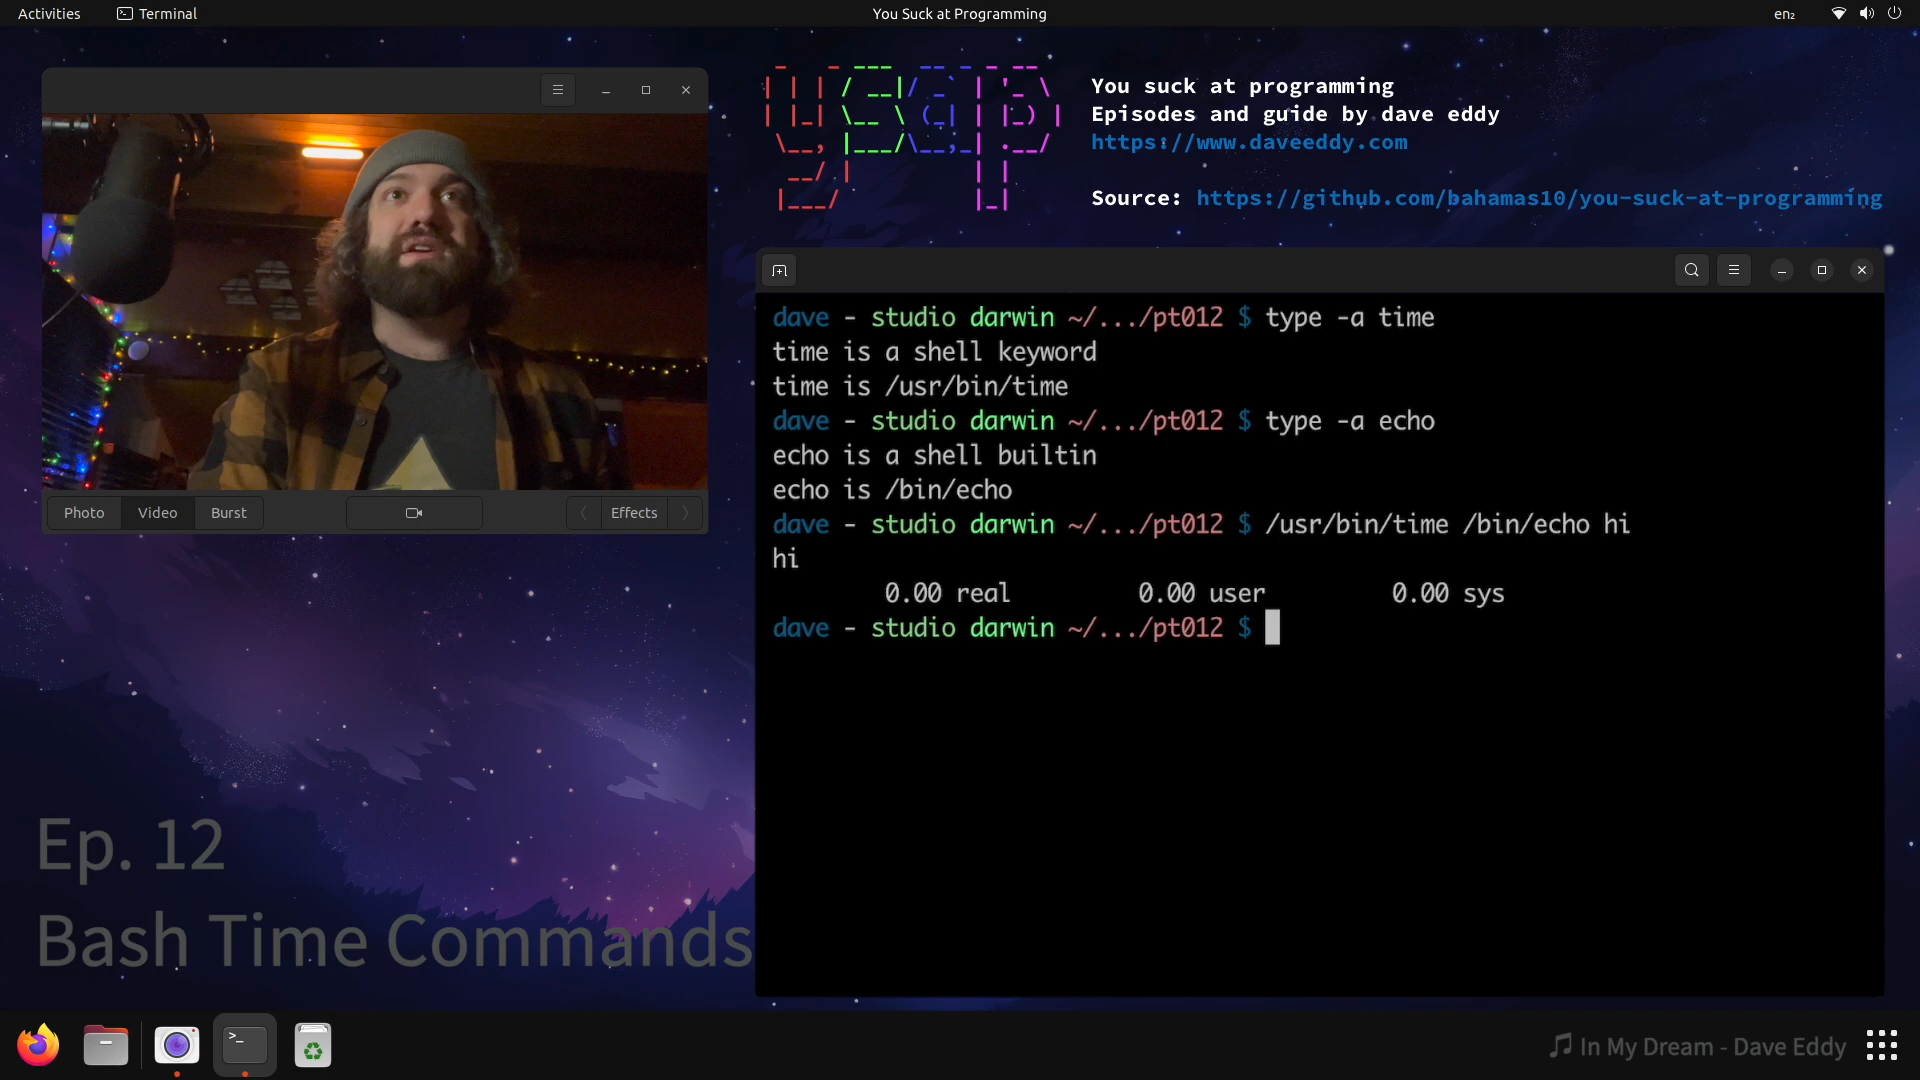 Activities
Terminal
You Suck at Programming
en₂
You suck at programming
Episodes and guide by dave eddy
https://www.daveeddy.com
Source: https://github.com/bahamas10/you-suck-at-programming
Photo
Video
Burst
Effects
dave - studio darwin ~/.../pt012 $ type -a time
time is a shell keyword
time is /usr/bin/time
dave - studio darwin ~/.../pt012 $ type -a echo
echo is a shell builtin
echo is /bin/echo
dave - studio darwin ~/.../pt012 $ /usr/bin/time /bin/echo hi
hi
0.00 real 0.00 user 0.00 sys
dave - studio darwin ~/.../pt012 $
Ep. 12
Bash Time Commands
In My Dream - Dave Eddy